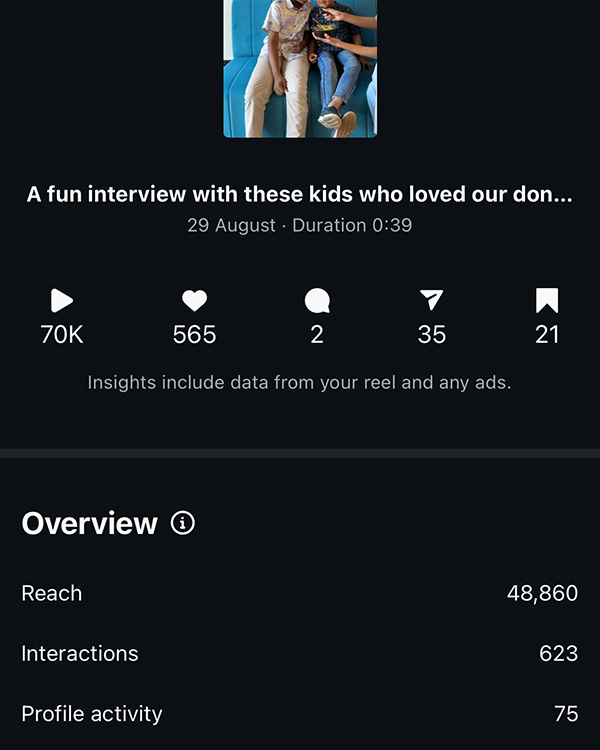 A fun interview with these kids who loved our don...
29 August · Duration 0:39
70K 565 2 35 21
Insights include data from your reel and any ads.
Overview
Reach 48,860
Interactions 623
Profile activity 75